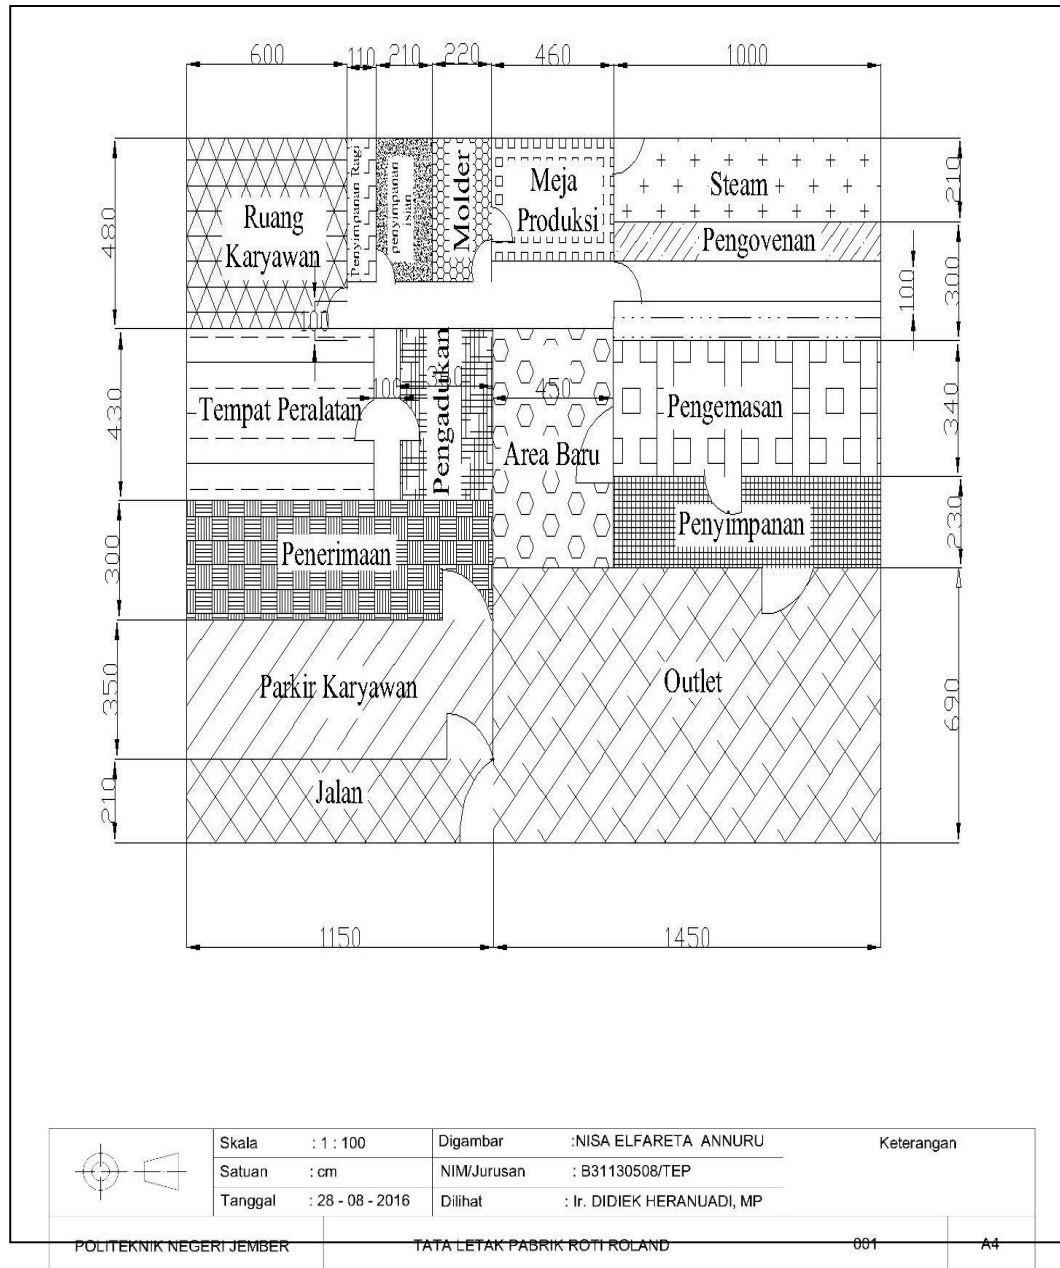 600
110
210
220
460
1000
480
430
300
350
210
210
300
100
340
230
690
Ruang
Karyawan
Penyimpanan Ragi
penyimpanan
isian
Molder
Meja
Produksi
Steam
Pengovenan
100
Tempat Peralatan
100
Pengadukan
450
Area Baru
Pengemasan
Penyimpanan
Penerimaan
Parkir Karyawan
Outlet
Jalan
1150
1450
Skala : 1 : 100
Satuan : cm
Tanggal : 28 - 08 - 2016
Digambar :NISA ELFARETA ANNURU
NIM/Jurusan : B31130508/TEP
Dilihat : Ir. DIDIEK HERANUADI, MP
Keterangan
POLITEKNIK NEGERI JEMBER
TATA LETAK PABRIK ROTI ROLAND
001
A4